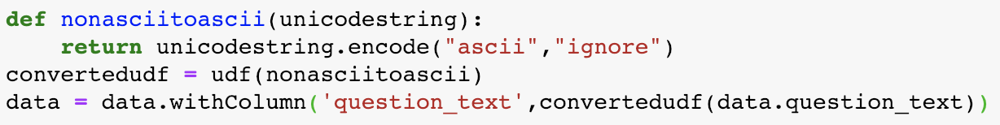 def nonasciitoascii(unicodestring):
    return unicodestring.encode("ascii","ignore")
convertedudf = udf(nonasciitoascii)
data = data.withColumn('question_text',convertedudf(data.question_text))